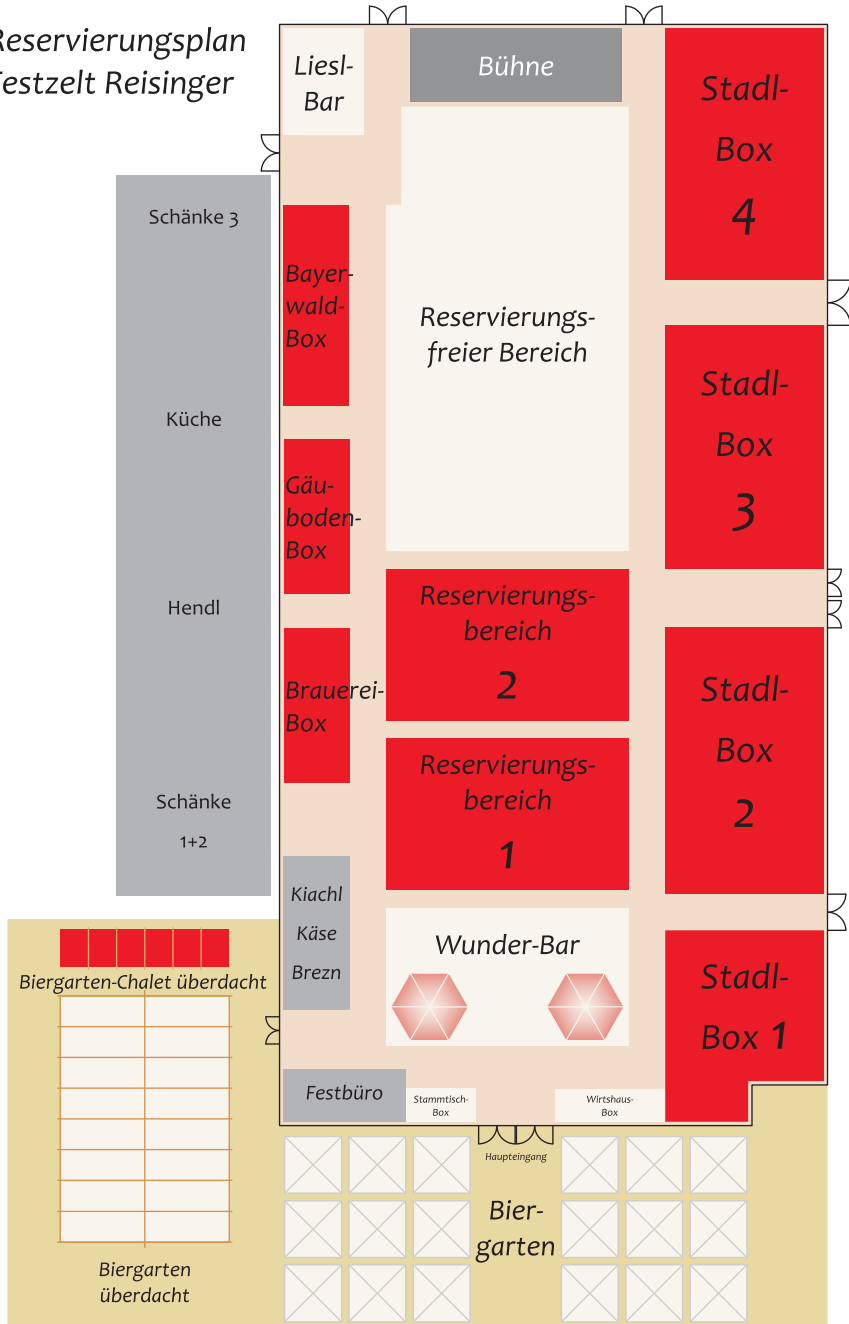 Reservierungsplan
Festzelt Reisinger
Liesl-
Bar
Bühne
Stadl-
Box
4
Schänke 3
Bayer-
wald-
Box
Reservierungs-
freier Bereich
Küche
Stadl-
Box
3
Gäu-
boden-
Box
Hendl
Reservierungs-
bereich
2
Brauerei-
Box
Stadl-
Box
2
Reservierungs-
bereich
1
Schänke
1+2
Kiachl
Käse
Brezn
Wunder-Bar
Stadl-
Box 1
Biergarten-Chalet überdacht
Festbüro
Stammtisch-
Box
Wirtshaus-
Box
Haupteingang
Bier-
garten
Biergarten
überdacht